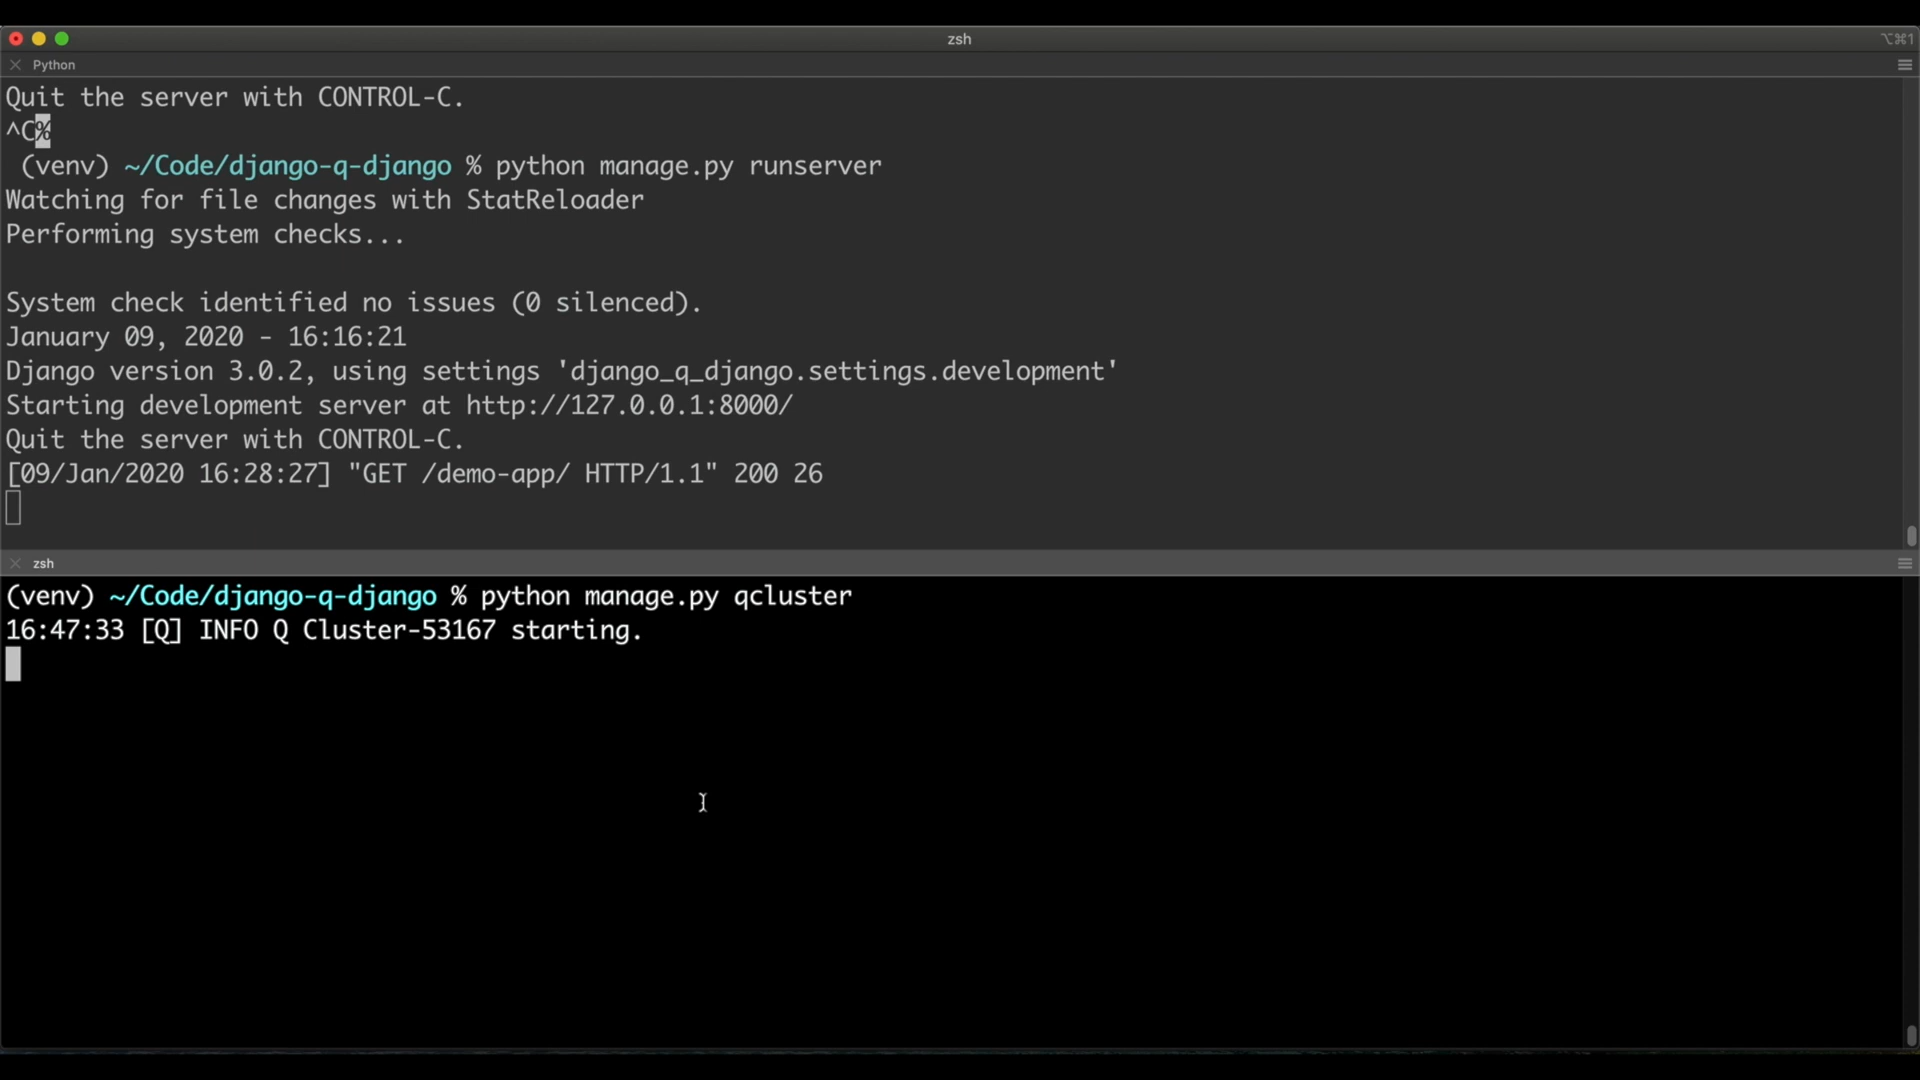 zsh
⌥⌘1
Python
Quit the server with CONTROL-C.
^C%
(venv) ~/Code/django-q-django % python manage.py runserver
Watching for file changes with StatReloader
Performing system checks...
System check identified no issues (0 silenced).
January 09, 2020 - 16:16:21
Django version 3.0.2, using settings 'django_q_django.settings.development'
Starting development server at http://127.0.0.1:8000/
Quit the server with CONTROL-C.
[09/Jan/2020 16:28:27] "GET /demo-app/ HTTP/1.1" 200 26
zsh
(venv) ~/Code/django-q-django % python manage.py qcluster
16:47:33 [Q] INFO Q Cluster-53167 starting.